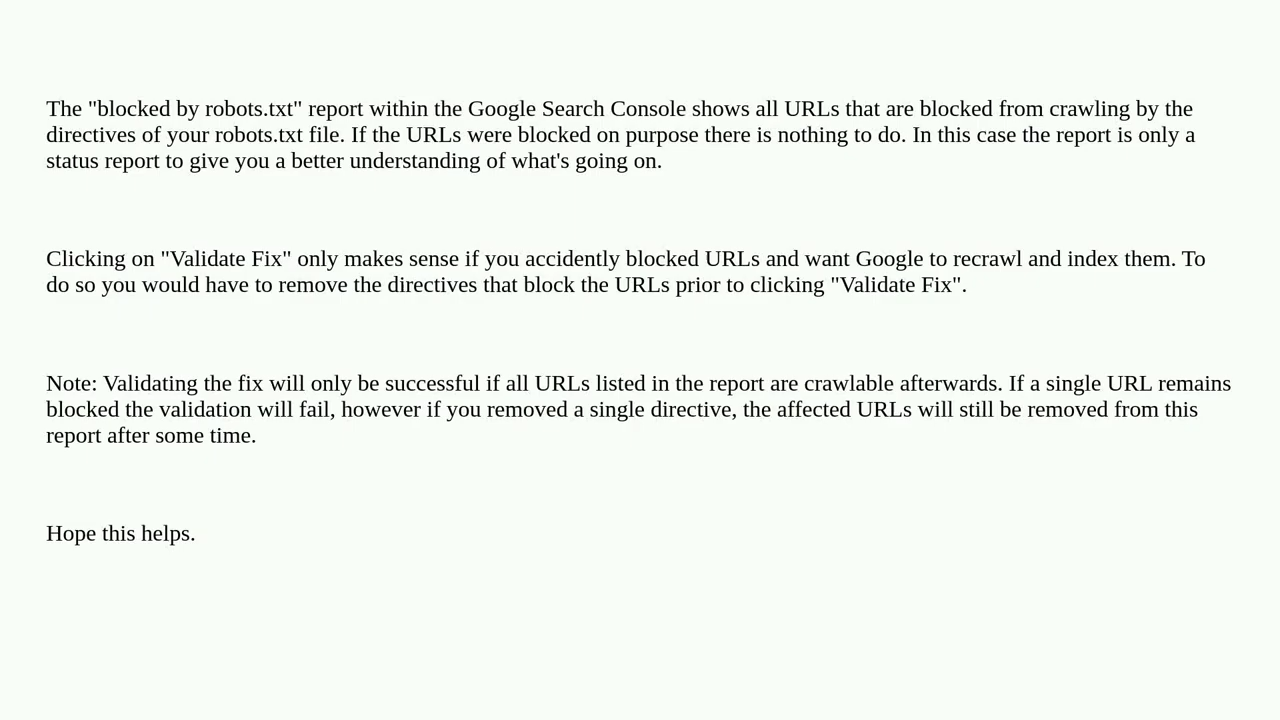 The "blocked by robots.txt" report within the Google Search Console shows all URLs that are blocked from crawling by the
directives of your robots.txt file. If the URLs were blocked on purpose there is nothing to do. In this case the report is only a
status report to give you a better understanding of what's going on.
Clicking on "Validate Fix" only makes sense if you accidently blocked URLs and want Google to recrawl and index them. To
do so you would have to remove the directives that block the URLs prior to clicking "Validate Fix".
Note: Validating the fix will only be successful if all URLs listed in the report are crawlable afterwards. If a single URL remains
blocked the validation will fail, however if you removed a single directive, the affected URLs will still be removed from this
report after some time.
Hope this helps.